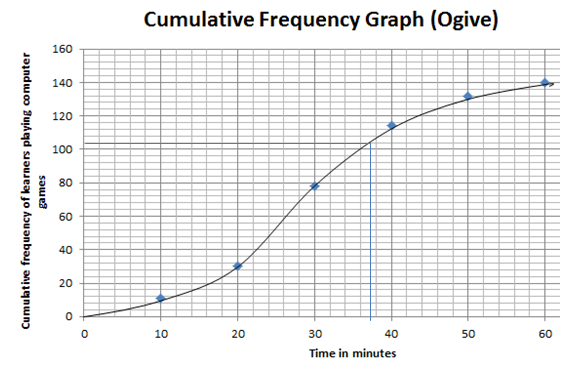 Cumulative Frequency Graph (Ogive)
Cumulative frequency of learners playing computer
games
160
140
120
100
80
60
40
20
0
0 10 20 30 40 50 60
Time in minutes